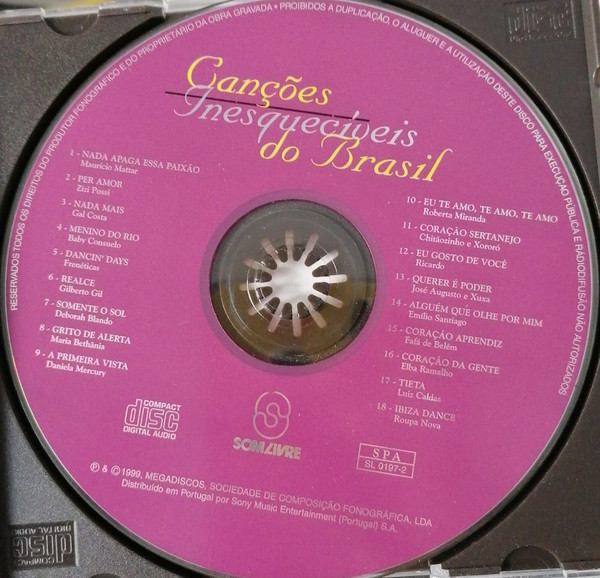 RESERVADOS TODOS OS DIREITOS DO PRODUTOR FONOGRÁFICO E DO PROPRIETÁRIO DA OBRA GRAVADA • PROIBIDOS A DUPLICAÇÃO, O ALUGUER E A UTILIZAÇÃO DESTE DISCO PARA EXECUÇÃO PÚBLICA E RADIODIFUSÃO NÃO AUTORIZADOS
Canções
Inesquecíveis
do Brasil
1 - NADA APAGA ESSA PAIXÃO
Maurício Mattar
2 - PER AMOR
Zizi Possi
3 - NADA MAIS
Gal Costa
4 - MENINO DO RIO
Baby Consuelo
5 - DANCIN' DAYS
Frenéticas
6 - REALCE
Gilberto Gil
7 - SOMENTE O SOL
Deborah Blando
8 - GRITO DE ALERTA
Maria Bethânia
9 - A PRIMEIRA VISTA
Daniela Mercury
10 - EU TE AMO, TE AMO, TE AMO
Roberta Miranda
11 - CORAÇÃO SERTANEJO
Chitãozinho e Xororó
12 - EU GOSTO DE VOCÊ
Ricardo
13 - QUERER É PODER
José Augusto e Xuxa
14 - ALGUÉM QUE OLHE POR MIM
Emílio Santiago
15 - CORAÇÃO APRENDIZ
Fafá de Belém
16 - CORAÇÃO DA GENTE
Elba Ramalho
17 - TIETA
Luiz Caldas
18 - IBIZA DANCE
Roupa Nova
COMPACT
disc
DIGITAL AUDIO
SOM LIVRE
SPA
SL 0197-2
℗ & © 1999, MEGADISCOS, SOCIEDADE DE COMPOSIÇÃO FONOGRÁFICA, LDA
Distribuído em Portugal por Sony Music Entertainment (Portugal) S.A.
COMPACT
disc
DIGITAL AUDIO